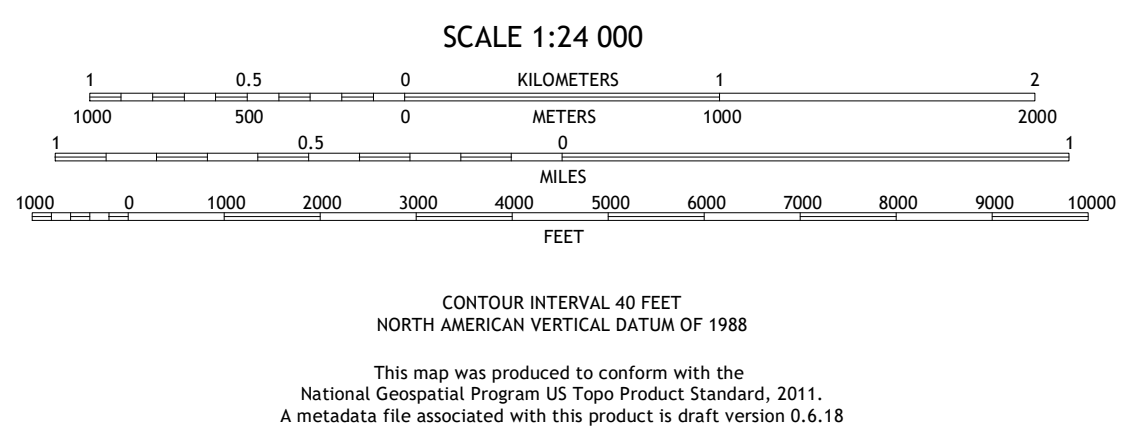 SCALE 1:24 000
1 0.5 0 KILOMETERS 1 2
1000 500 0 METERS 1000 2000
1 0.5 0 1
MILES
1000 0 1000 2000 3000 4000 5000 6000 7000 8000 9000 10000
FEET
CONTOUR INTERVAL 40 FEET
NORTH AMERICAN VERTICAL DATUM OF 1988
This map was produced to conform with the
National Geospatial Program US Topo Product Standard, 2011.
A metadata file associated with this product is draft version 0.6.18